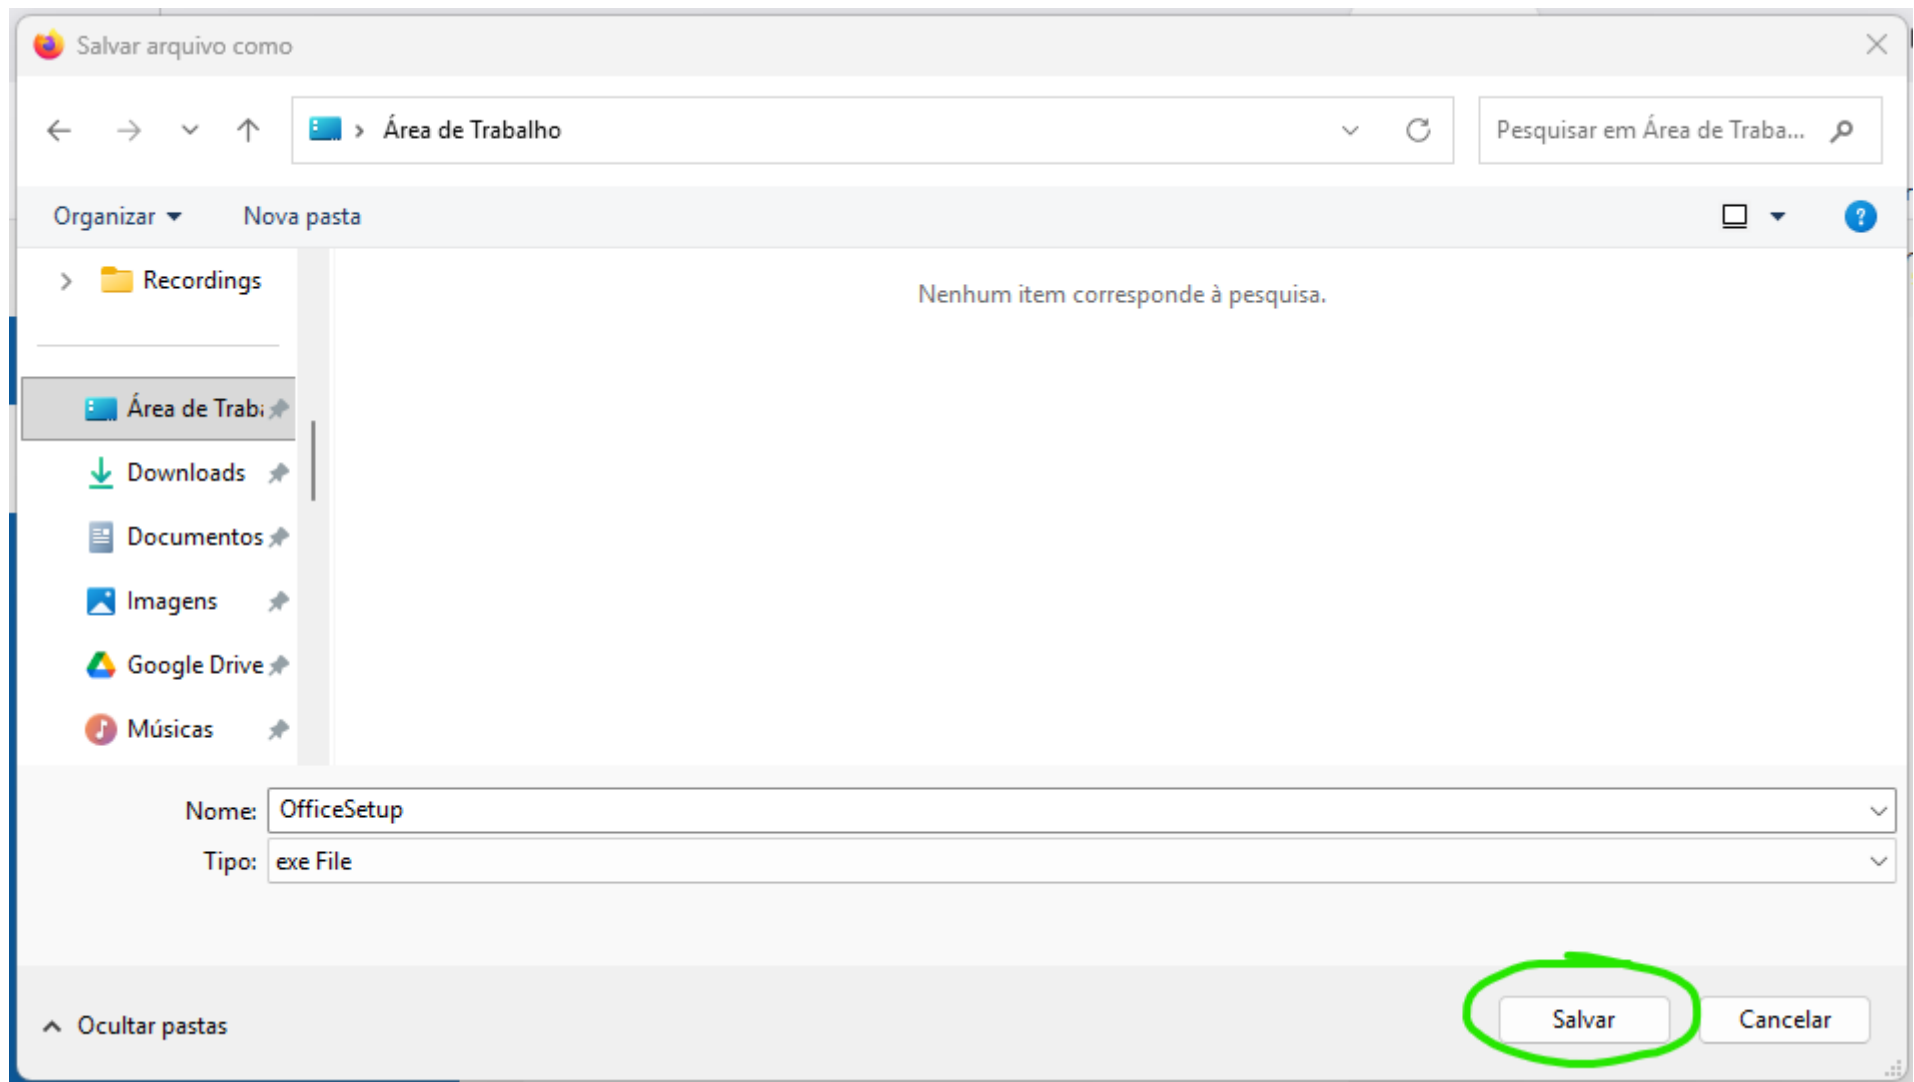 Salvar arquivo como
Área de Trabalho
Pesquisar em Área de Traba...
Organizar
Nova pasta
Recordings
Nenhum item corresponde à pesquisa.
Área de Traba
Downloads
Documentos
Imagens
Google Drive
Músicas
Nome: OfficeSetup
Tipo: exe File
Ocultar pastas
Salvar
Cancelar